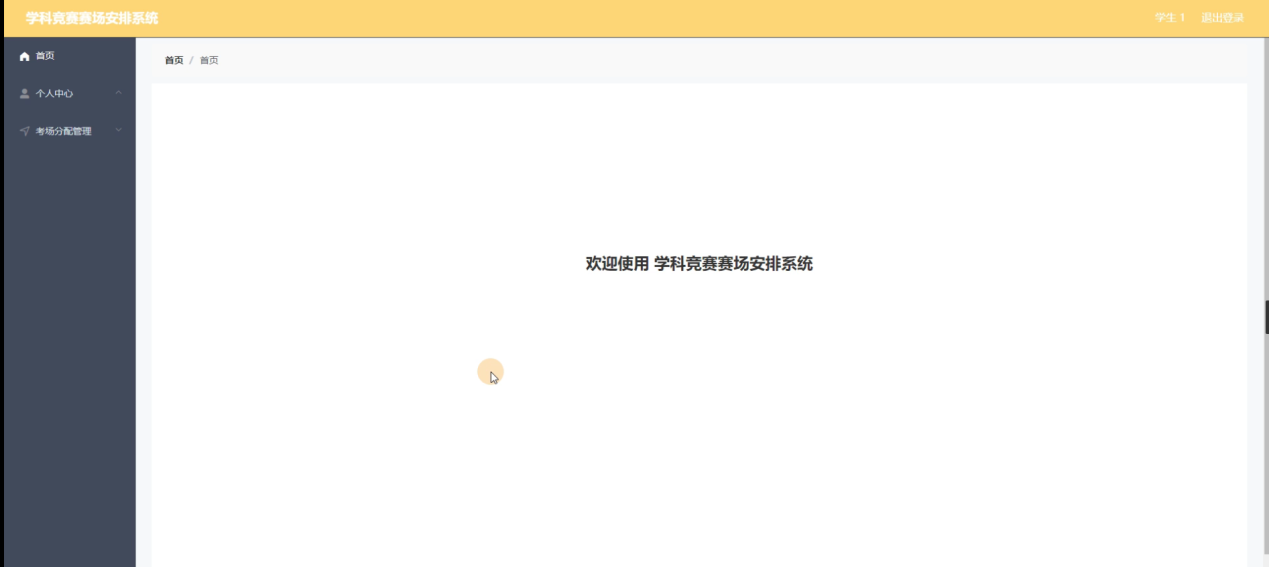 学科竞赛赛场安排系统
学生 1 退出登录
首页
首页 / 首页
个人中心
考场分配管理
欢迎使用 学科竞赛赛场安排系统